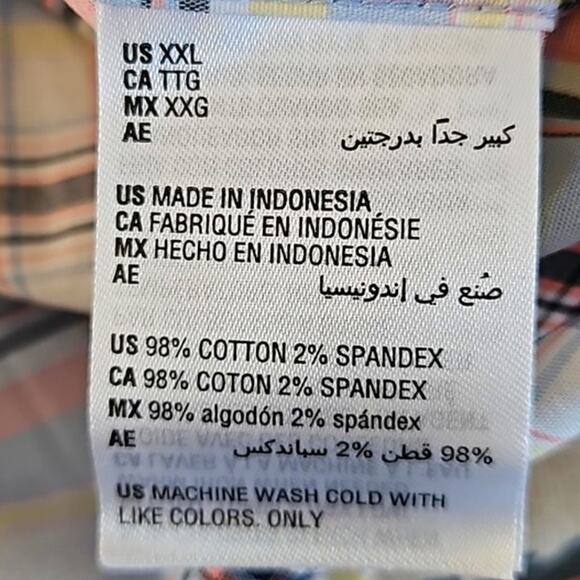 US XXL
CA TTG
MX XXG
AE كبير جدًا بدرجتين
US MADE IN INDONESIA
CA FABRIQUÉ EN INDONÉSIE
MX HECHO EN INDONESIA
AE صُنع في إندونيسيا
US 98% COTTON 2% SPANDEX
CA 98% COTON 2% SPANDEX
MX 98% algodón 2% spándex
AE 98% قطن 2% سباندكس
US MACHINE WASH COLD WITH
LIKE COLORS. ONLY